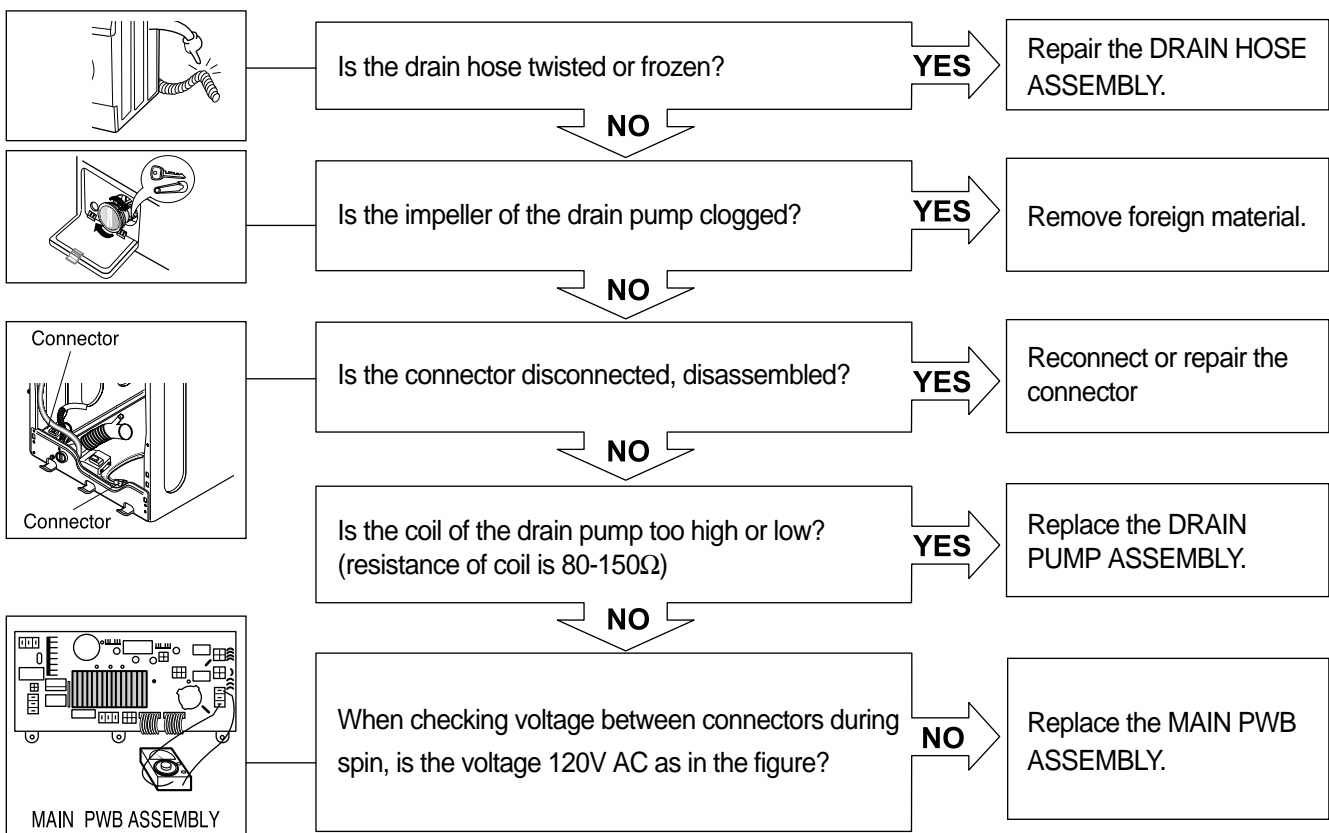 Is the drain hose twisted or frozen?
YES
Repair the DRAIN HOSE
ASSEMBLY.
NO
Is the impeller of the drain pump clogged?
YES
Remove foreign material.
NO
Connector
Connector
Is the connector disconnected, disassembled?
YES
Reconnect or repair the
connector
NO
Is the coil of the drain pump too high or low?
(resistance of coil is 80-150Ω)
YES
Replace the DRAIN
PUMP ASSEMBLY.
NO
MAIN PWB ASSEMBLY
When checking voltage between connectors during
spin, is the voltage 120V AC as in the figure?
NO
Replace the MAIN PWB
ASSEMBLY.